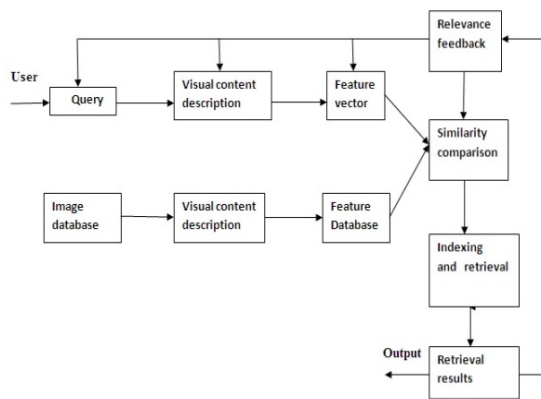 Relevance
feedback
User
Query
Visual content
description
Feature
vector
Similarity
comparison
Image
database
Visual content
description
Feature
Database
Indexing
and retrieval
Output
Retrieval
results